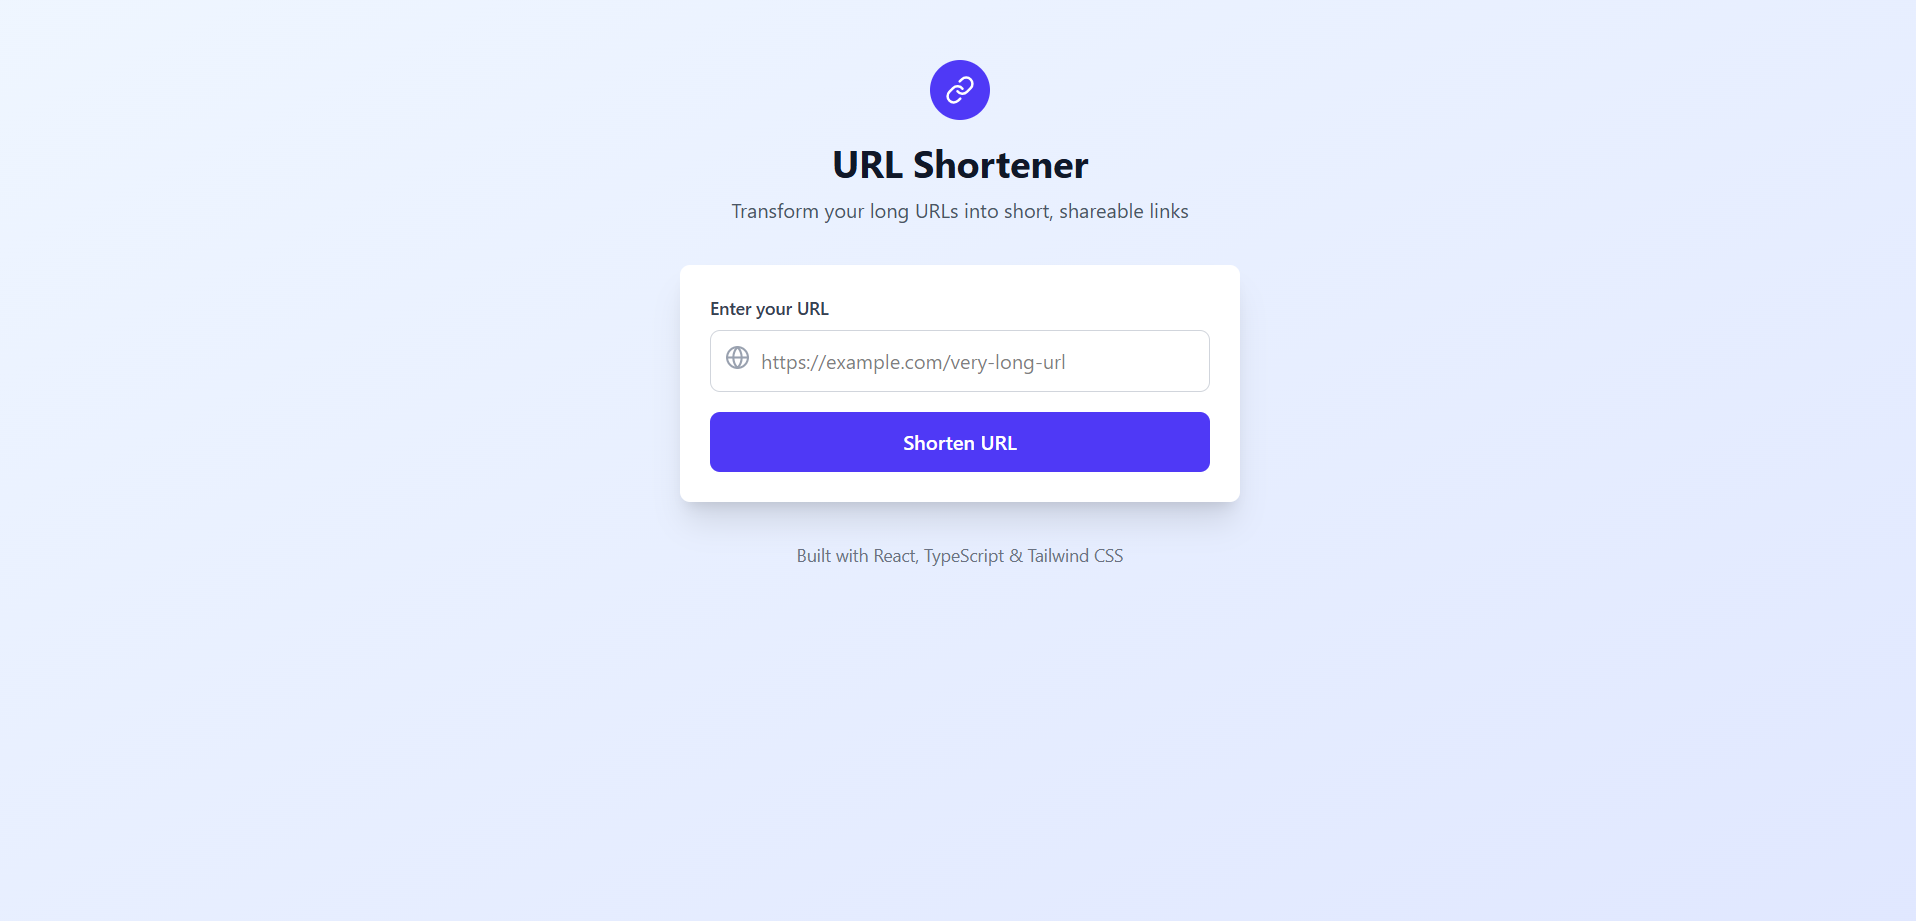 URL Shortener
Transform your long URLs into short, shareable links
Enter your URL
https://example.com/very-long-url
Shorten URL
Built with React, TypeScript & Tailwind CSS